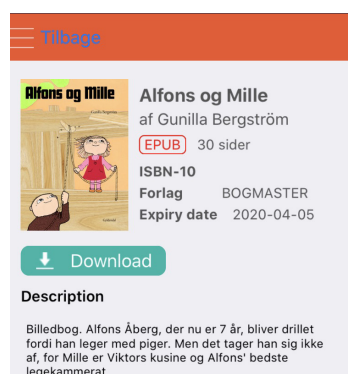 Tilbage
Alfons og Mille
Gunilla Bergström
Alfons og Mille
af Gunilla Bergström
EPUB 30 sider
ISBN-10
Forlag BOGMASTER
Expiry date 2020-04-05
Download
Description
Billedbog. Alfons Åberg, der nu er 7 år, bliver drillet
fordi han leger med piger. Men det tager han sig ikke
af, for Mille er Viktors kusine og Alfons' bedste
legekammerat